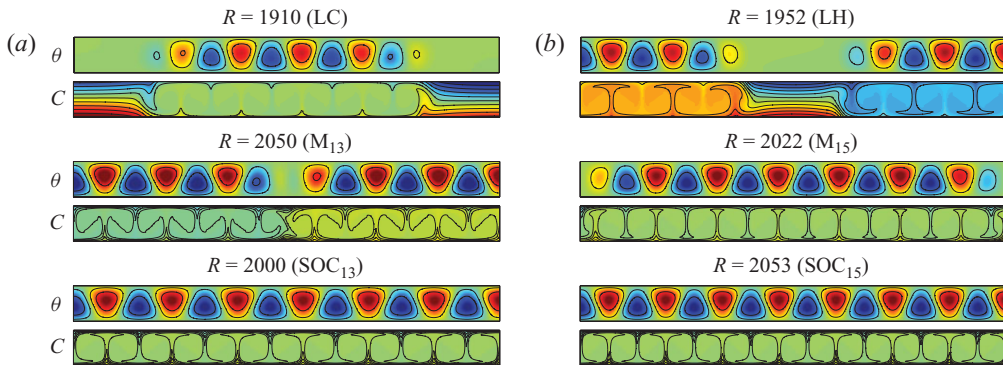 R = 1910 (LC)
R = 1952 (LH)
(a)
(b)
θ
θ
C
C
R = 2050 (M₁₃)
R = 2022 (M₁₅)
θ
θ
C
C
R = 2000 (SOC₁₃)
R = 2053 (SOC₁₅)
θ
θ
C
C